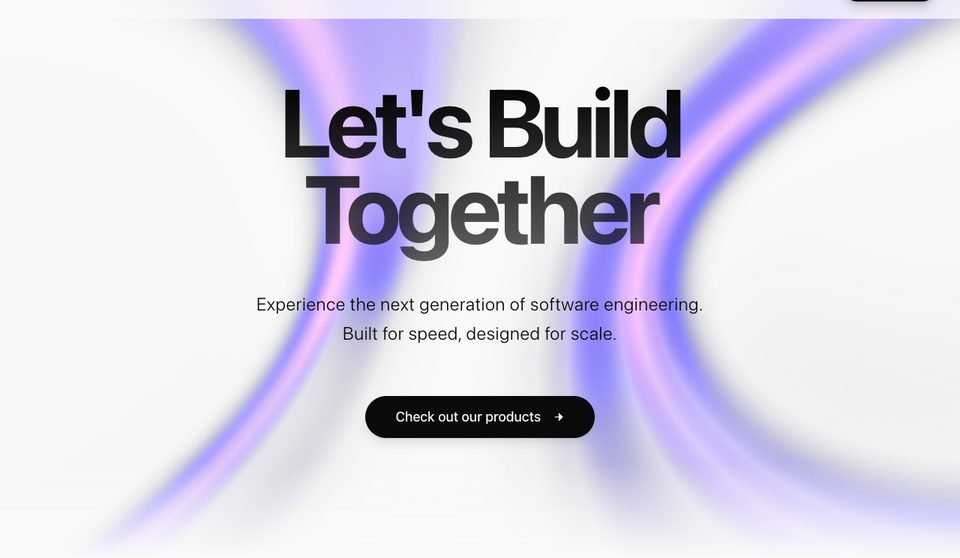 Let's Build
Together
Experience the next generation of software engineering.
Built for speed, designed for scale.
Check out our products →